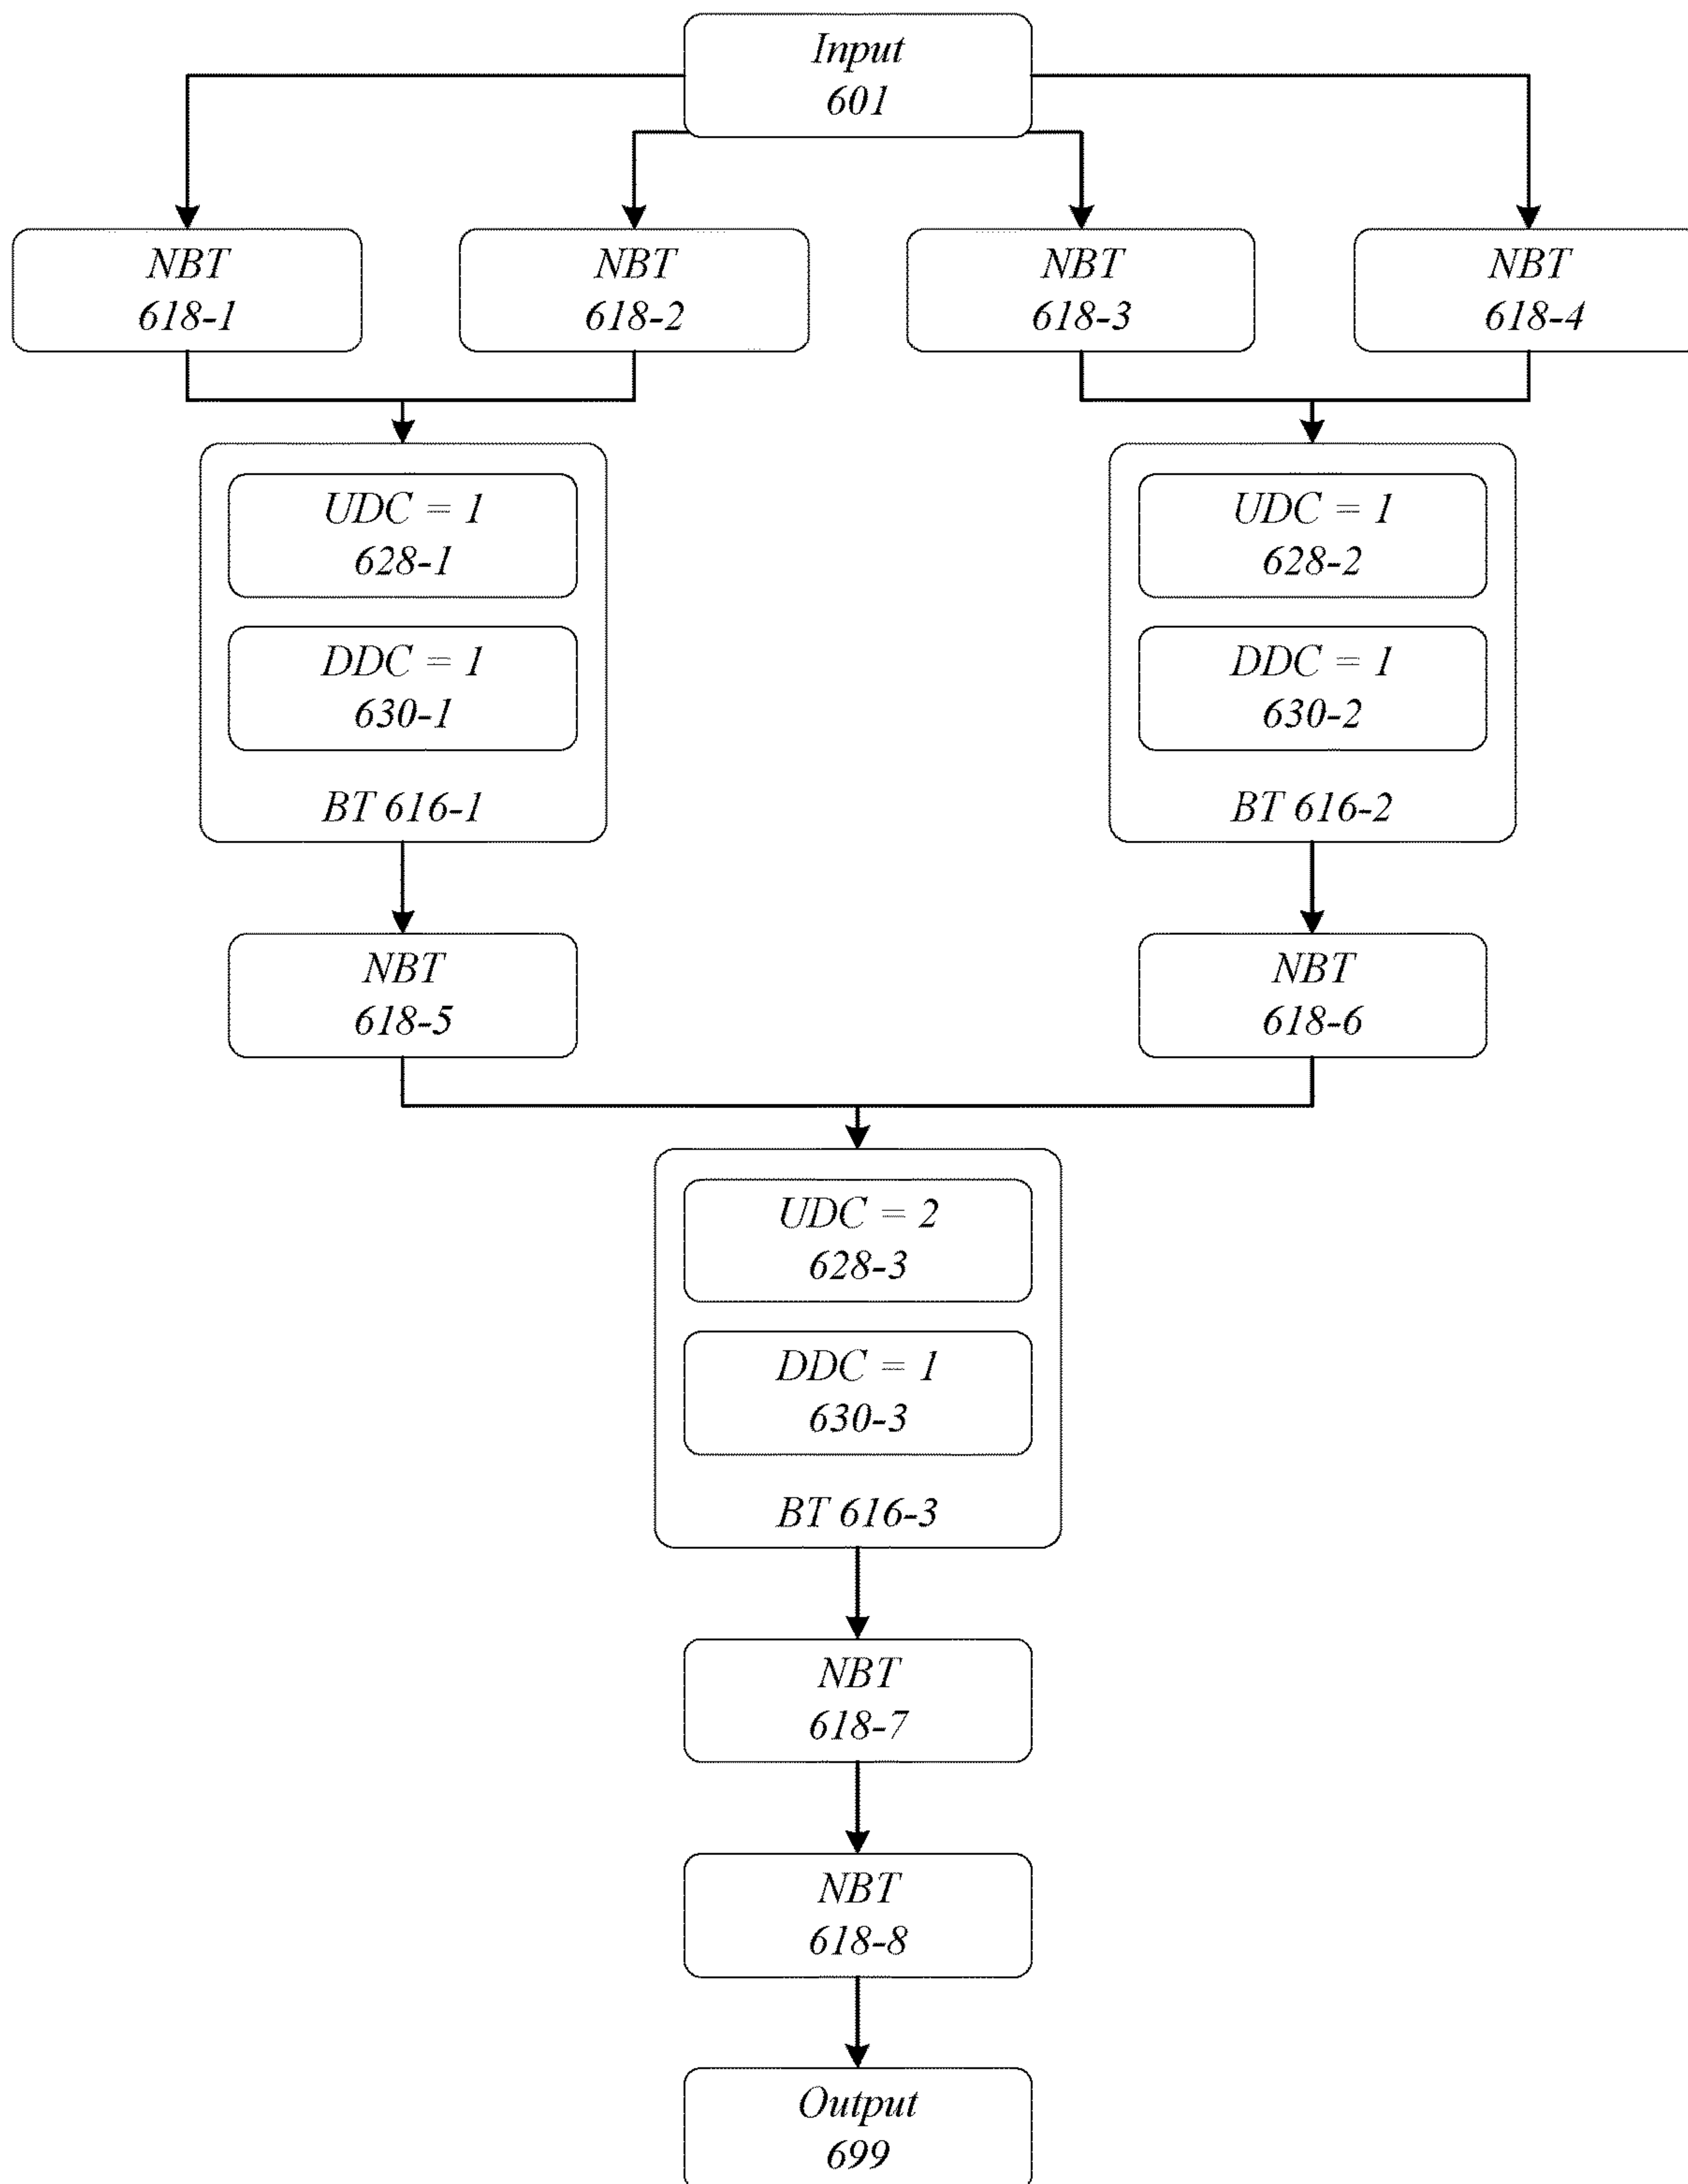 Input
601
NBT
618-1
NBT
618-2
NBT
618-3
NBT
618-4
UDC = 1
628-1
DDC = 1
630-1
BT 616-1
UDC = 1
628-2
DDC = 1
630-2
BT 616-2
NBT
618-5
NBT
618-6
UDC = 2
628-3
DDC = 1
630-3
BT 616-3
NBT
618-7
NBT
618-8
Output
699